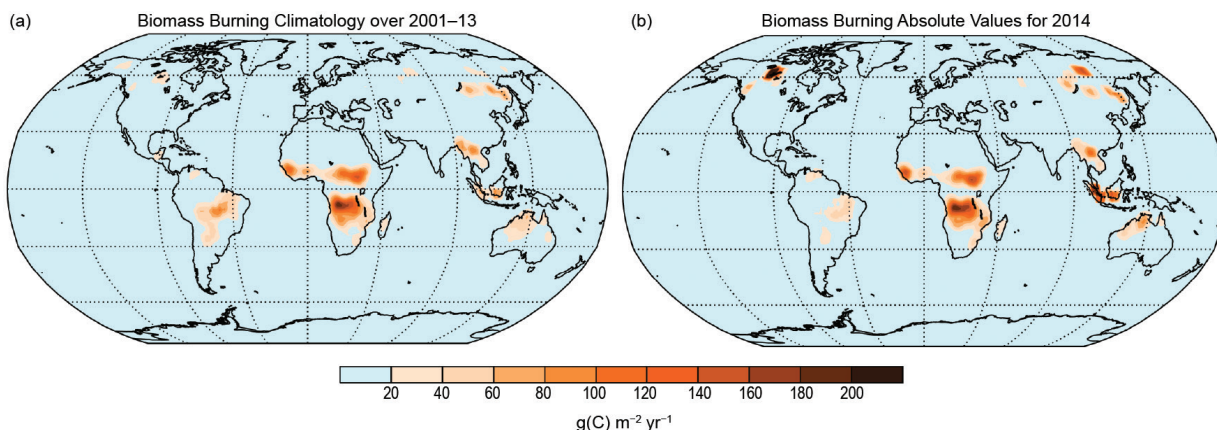 (a)
Biomass Burning Climatology over 2001–13
(b)
Biomass Burning Absolute Values for 2014
20 40 60 80 100 120 140 160 180 200
g(C) m⁻² yr⁻¹